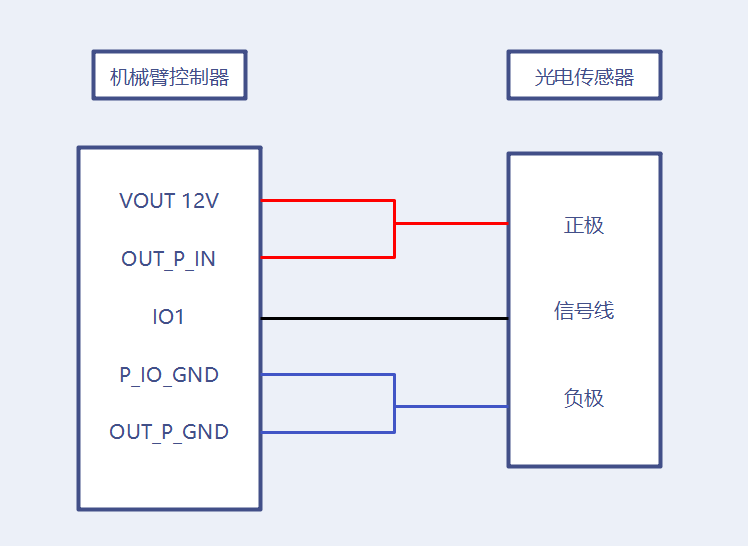 机械臂控制器
光电传感器
VOUT 12V
OUT_P_IN
IO1
P_IO_GND
OUT_P_GND
正极
信号线
负极